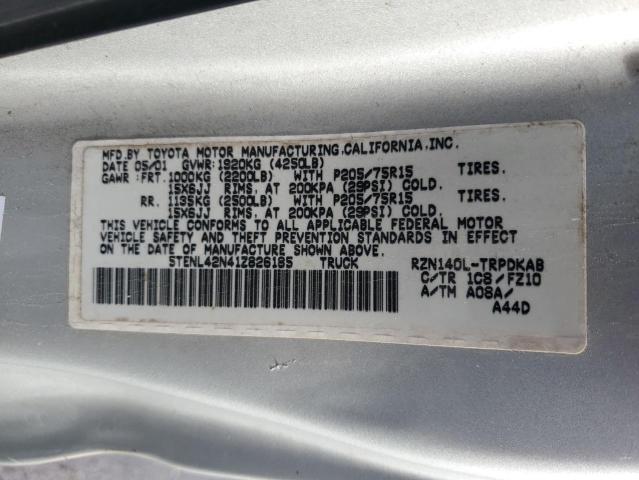 MFD.BY TOYOTA MOTOR MANUFACTURING.CALIFORNIA.INC.
DATE 05/01 GVWR:1920KG (4250LB)
GAWR :FRT.1000KG (2200LB) WITH P205/75R15 TIRES.
15X6JJ RIMS, AT 200KPA (29PSI) COLD.
RR. 1135KG (2500LB) WITH P205/75R15 TIRES.
15X6JJ RIMS, AT 200KPA (29PSI) COLD.
THIS VEHICLE CONFORMS TO ALL APPLICABLE FEDERAL MOTOR
VEHICLE SAFETY AND BUMPER STANDARDS IN EFFECT ON THE
DATE OF MANUFACTURE SHOWN ABOVE.
5TENL42N41Z826185 TRUCK RZN140L-TRPDKAB
C/TR 1C8/FZ10
A/TM A08A/
A44D